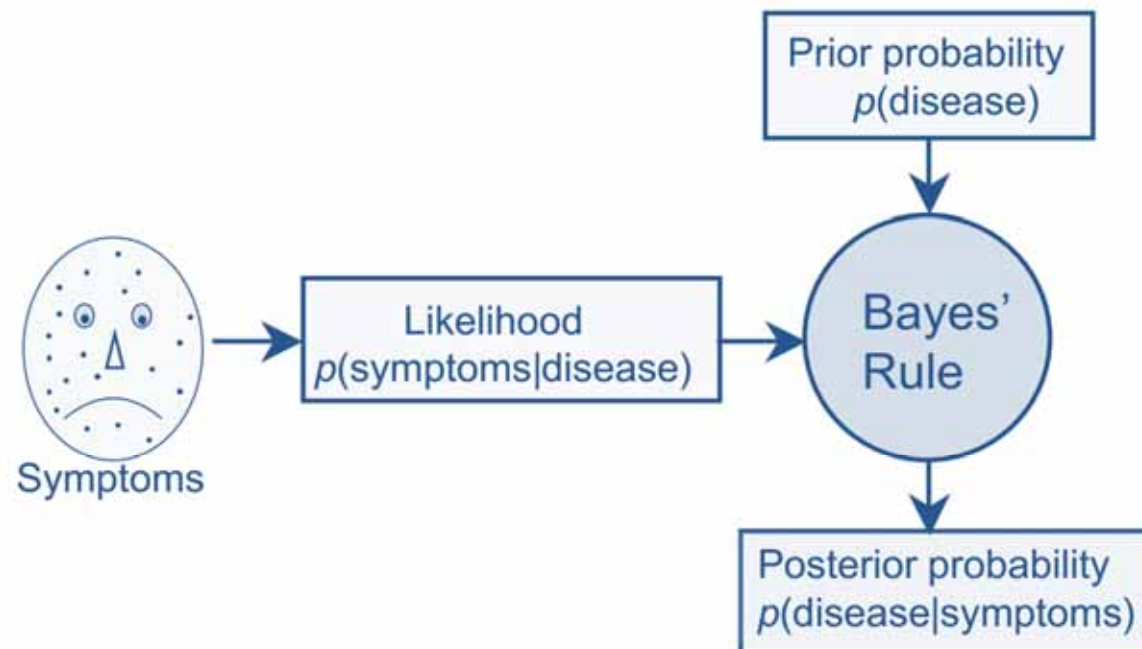 Prior probability
p(disease)
Likelihood
p(symptoms|disease)
Bayes’
Rule
Symptoms
Posterior probability
p(disease|symptoms)